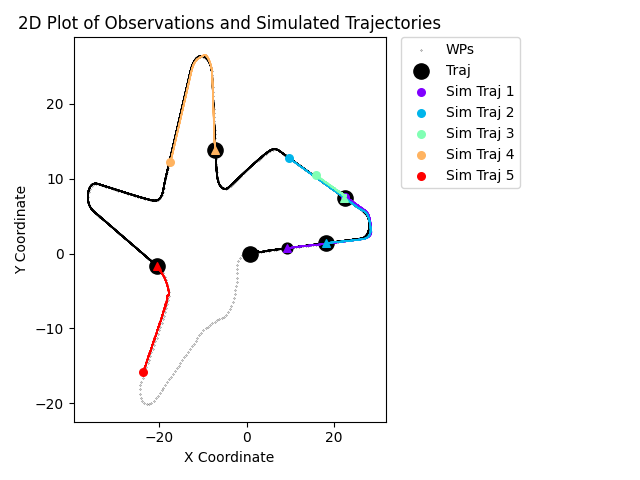 2D Plot of Observations and Simulated Trajectories
WPs
Traj
Sim Traj 1
Sim Traj 2
Sim Traj 3
Sim Traj 4
Sim Traj 5
Y Coordinate
20
10
0
−10
−20
−20
0
20
X Coordinate